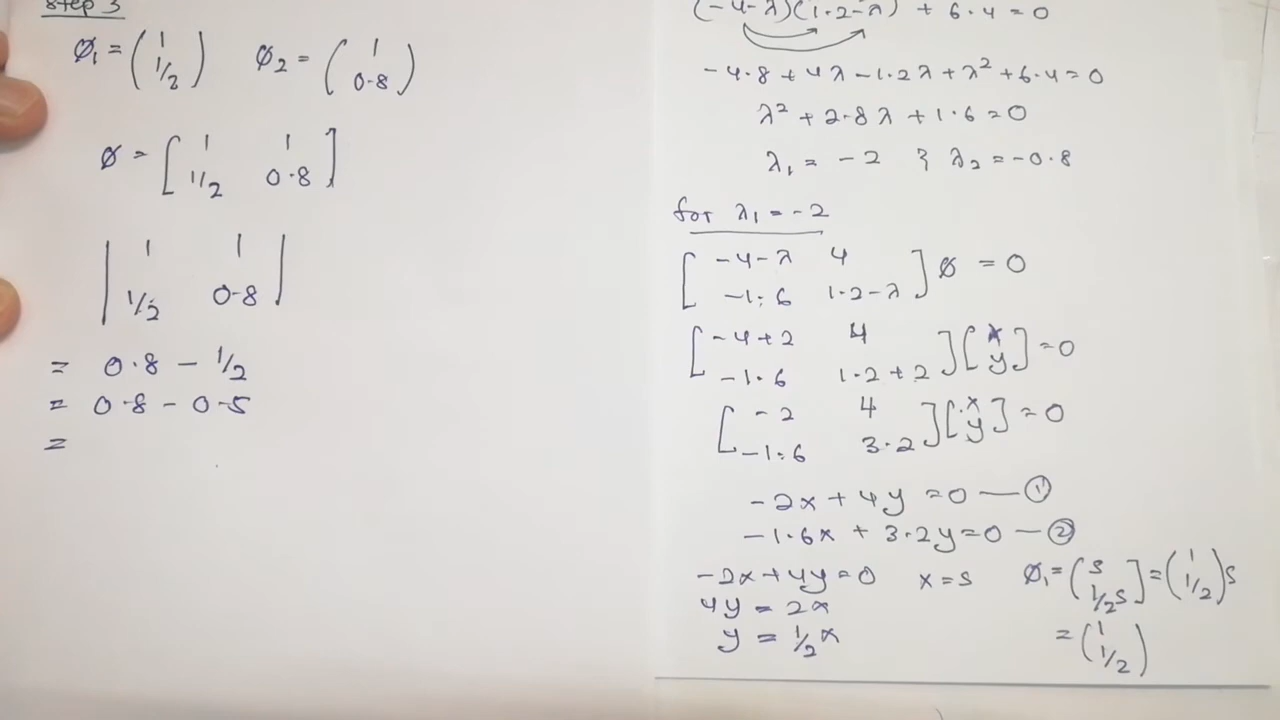 Step 3
ϕ₁ = ( 1 1/2 ) ϕ₂ = ( 1 0.8 )
ϕ = [ 1 1
1/2 0.8 ]
| 1 1
1/2 0.8 |
= 0.8 - 1/2
= 0.8 - 0.5
=
(-4-λ)(1.2-λ) + 6.4 = 0
-4.8 + 4λ - 1.2λ + λ² + 6.4 = 0
λ² + 2.8λ + 1.6 = 0
λ₁ = -2 ; λ₂ = -0.8
for λ₁ = -2
[ -4-λ 4
-1.6 1.2-λ ] ϕ = 0
[ -4+2 4
-1.6 1.2+2 ] [ x y ] = 0
[ -2 4
-1.6 3.2 ] [ x y ] = 0
-2x + 4y = 0 — ①
-1.6x + 3.2y = 0 — ②
-2x + 4y = 0 x = s ϕ₁ = ( s 1/2s ] = ( 1 1/2 ) s
4y = 2x
y = 1/2 x = ( 1 1/2 )